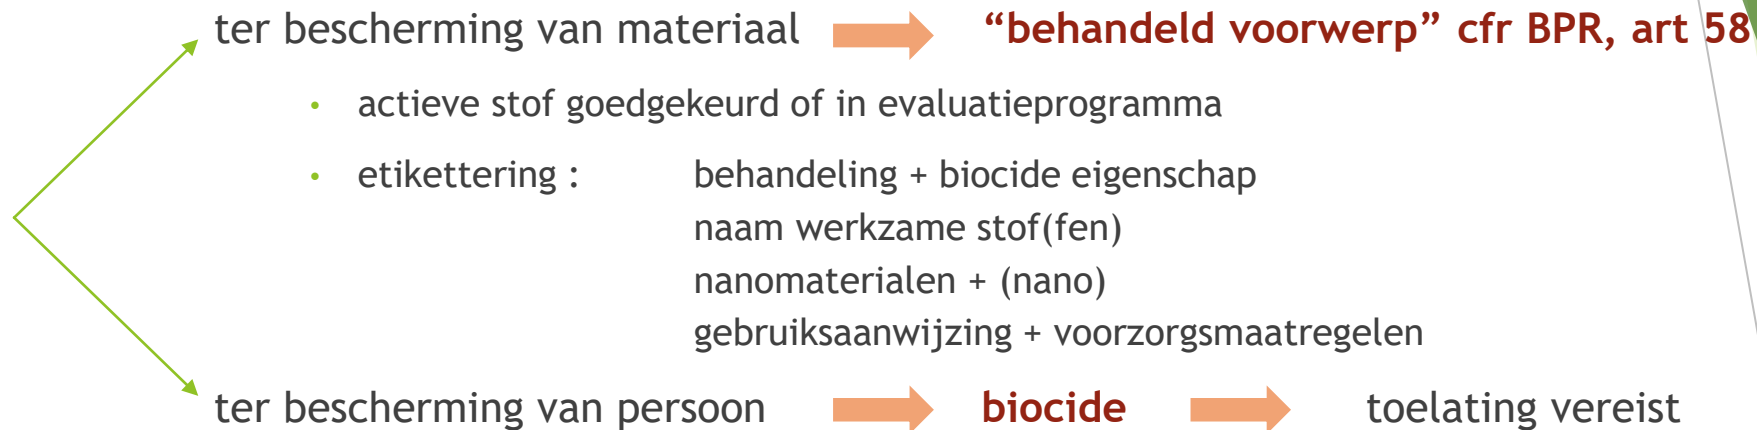 ter bescherming van materiaal “behandeld voorwerp” cfr BPR, art 58
• actieve stof goedgekeurd of in evaluatieprogramma
• etikettering : behandeling + biocide eigenschap
naam werkzame stof(fen)
nanomaterialen + (nano)
gebruiksaanwijzing + voorzorgsmaatregelen
ter bescherming van persoon biocide toelating vereist